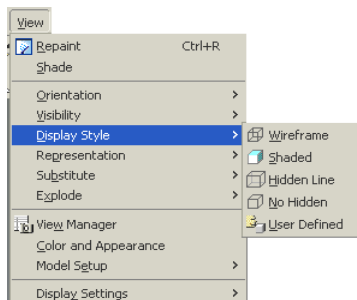 View
Repaint Ctrl+R
Shade
Orientation
Visibility
Display Style
Representation
Substitute
Explode
View Manager
Color and Appearance
Model Setup
Display Settings
Wireframe
Shaded
Hidden Line
No Hidden
User Defined